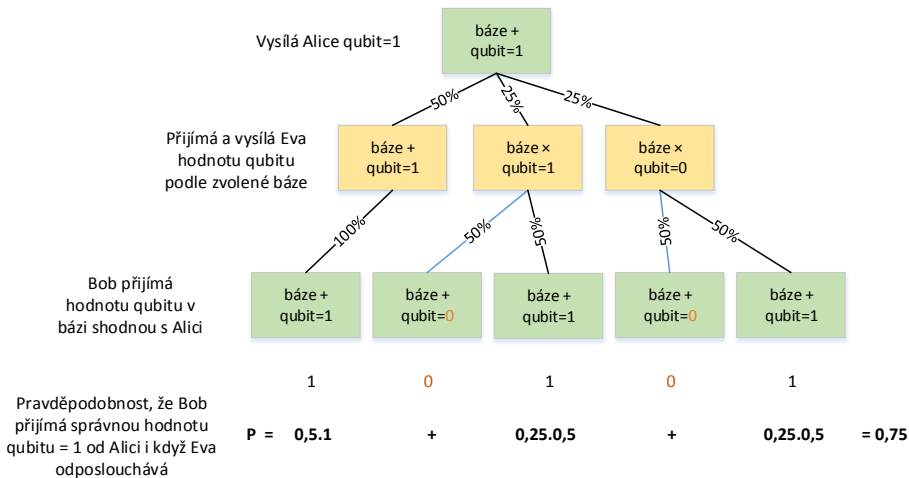 Vysílá Alice qubit=1
báze +
qubit=1
50%
25%
25%
Přijímá a vysílá Eva
hodnotu qubitu
podle zvolené báze
báze +
qubit=1
báze ×
qubit=1
báze ×
qubit=0
100%
50%
50%
50%
50%
Bob přijímá
hodnotu qubitu v
bázi shodnou s Alici
báze +
qubit=1
báze +
qubit=0
báze +
qubit=1
báze +
qubit=0
báze +
qubit=1
1 0 1 0 1
Pravděpodobnost, že Bob
přijímá správnou hodnotu
qubitu = 1 od Alici i když Eva
odposlouchává
P = 0,5.1 + 0,25.0,5 + 0,25.0,5 = 0,75